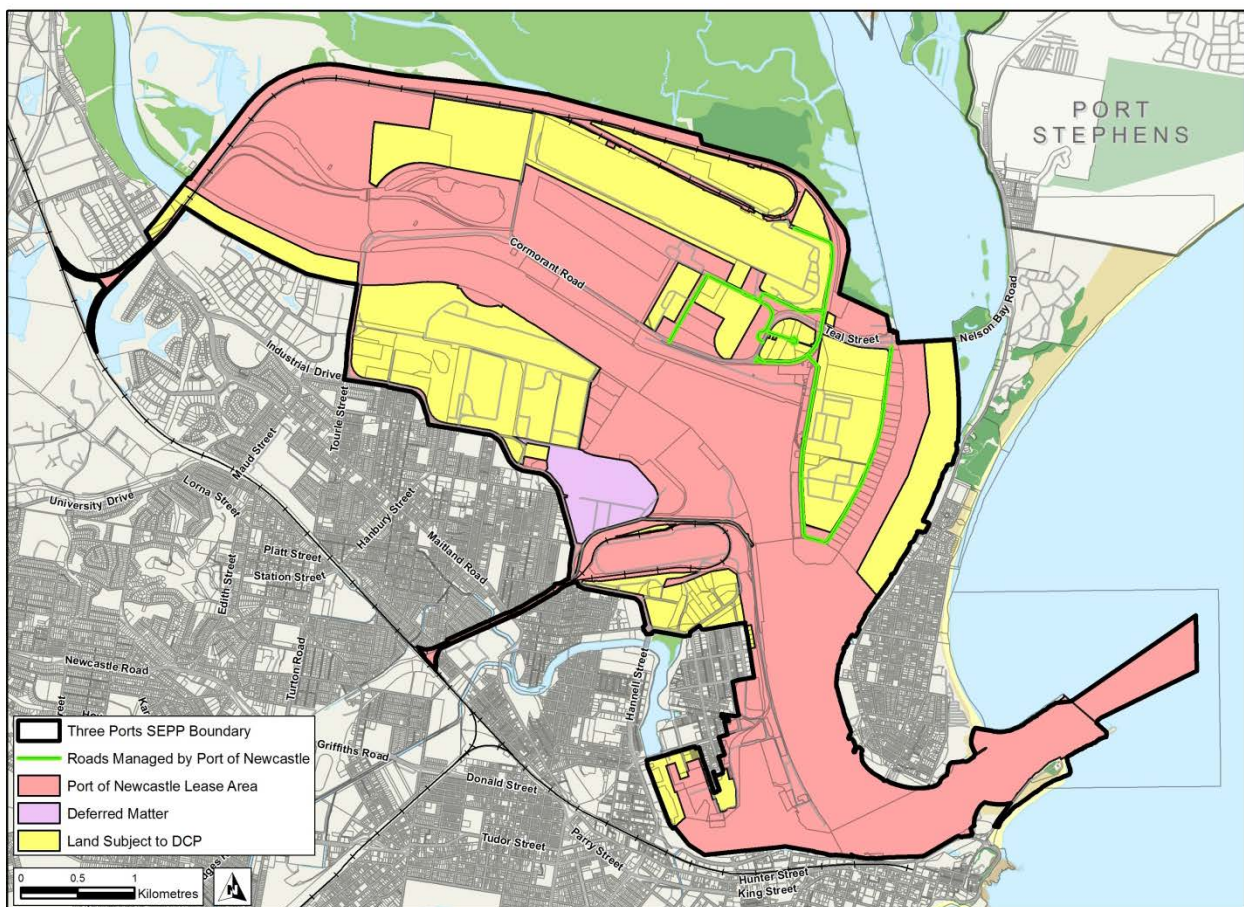 PORT
STEPHENS
Cormorant Road
Nelson Bay Road
Teal Street
Industrial Drive
Tourle Street
Maud Street
University Drive
Lorna Street
Hanbury Street
Maitland Road
Platt Street
Station Street
Edith Street
Newcastle Road
Turton Road
Hannell Street
Griffiths Road
Donald Street
Tudor Street
Parry Street
Hunter Street
King Street
Three Ports SEPP Boundary
Roads Managed by Port of Newcastle
Port of Newcastle Lease Area
Deferred Matter
Land Subject to DCP
0 0.5 1
Kilometres
N